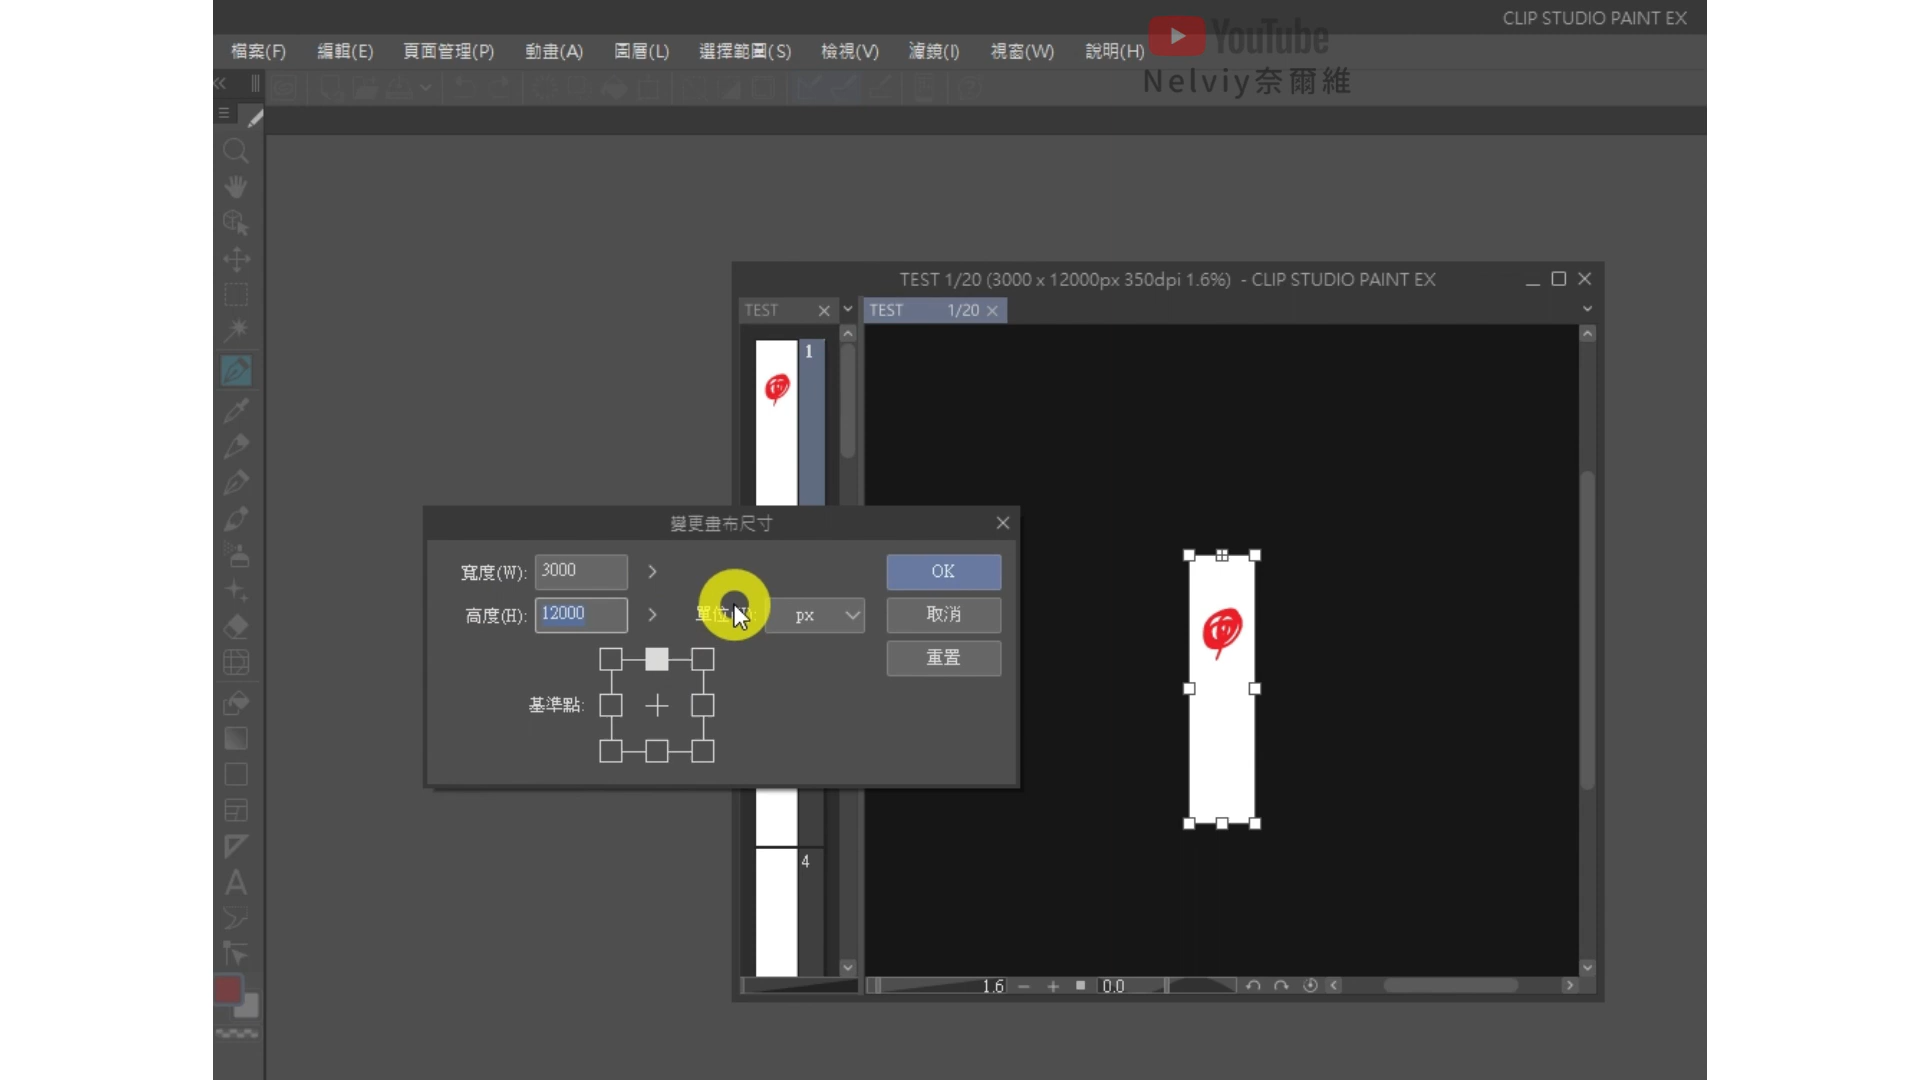 CLIP STUDIO PAINT EX
YouTube
Nelviy奈爾維
檔案(F) 編輯(E) 頁面管理(P) 動畫(A) 圖層(L) 選擇範圍(S) 檢視(V) 濾鏡(I) 視窗(W) 說明(H)
TEST 1/20 (3000 x 12000px 350dpi 1.6%) - CLIP STUDIO PAINT EX
TEST
TEST 1/20
1
變更畫布尺寸
寬度(W): 3000
OK
高度(H): 12000
單位
px
取消
重置
基準點:
4
1.6
0.0